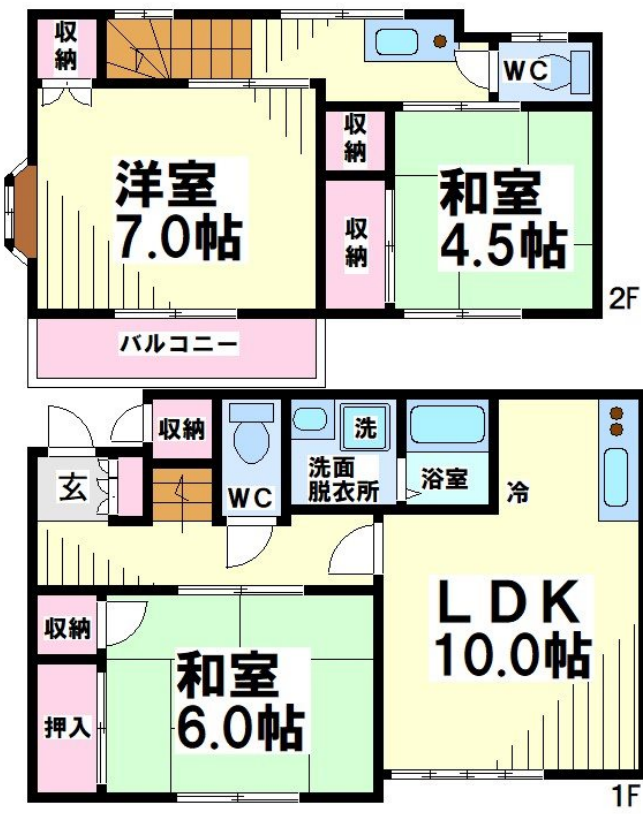 収
納
WC
収
納
洋室
7.0帖
和室
4.5帖
収
納
2F
バルコニー
収納
洗
玄
WC
洗面
脱衣所
浴室
冷
LDK
10.0帖
収納
和室
6.0帖
押入
1F